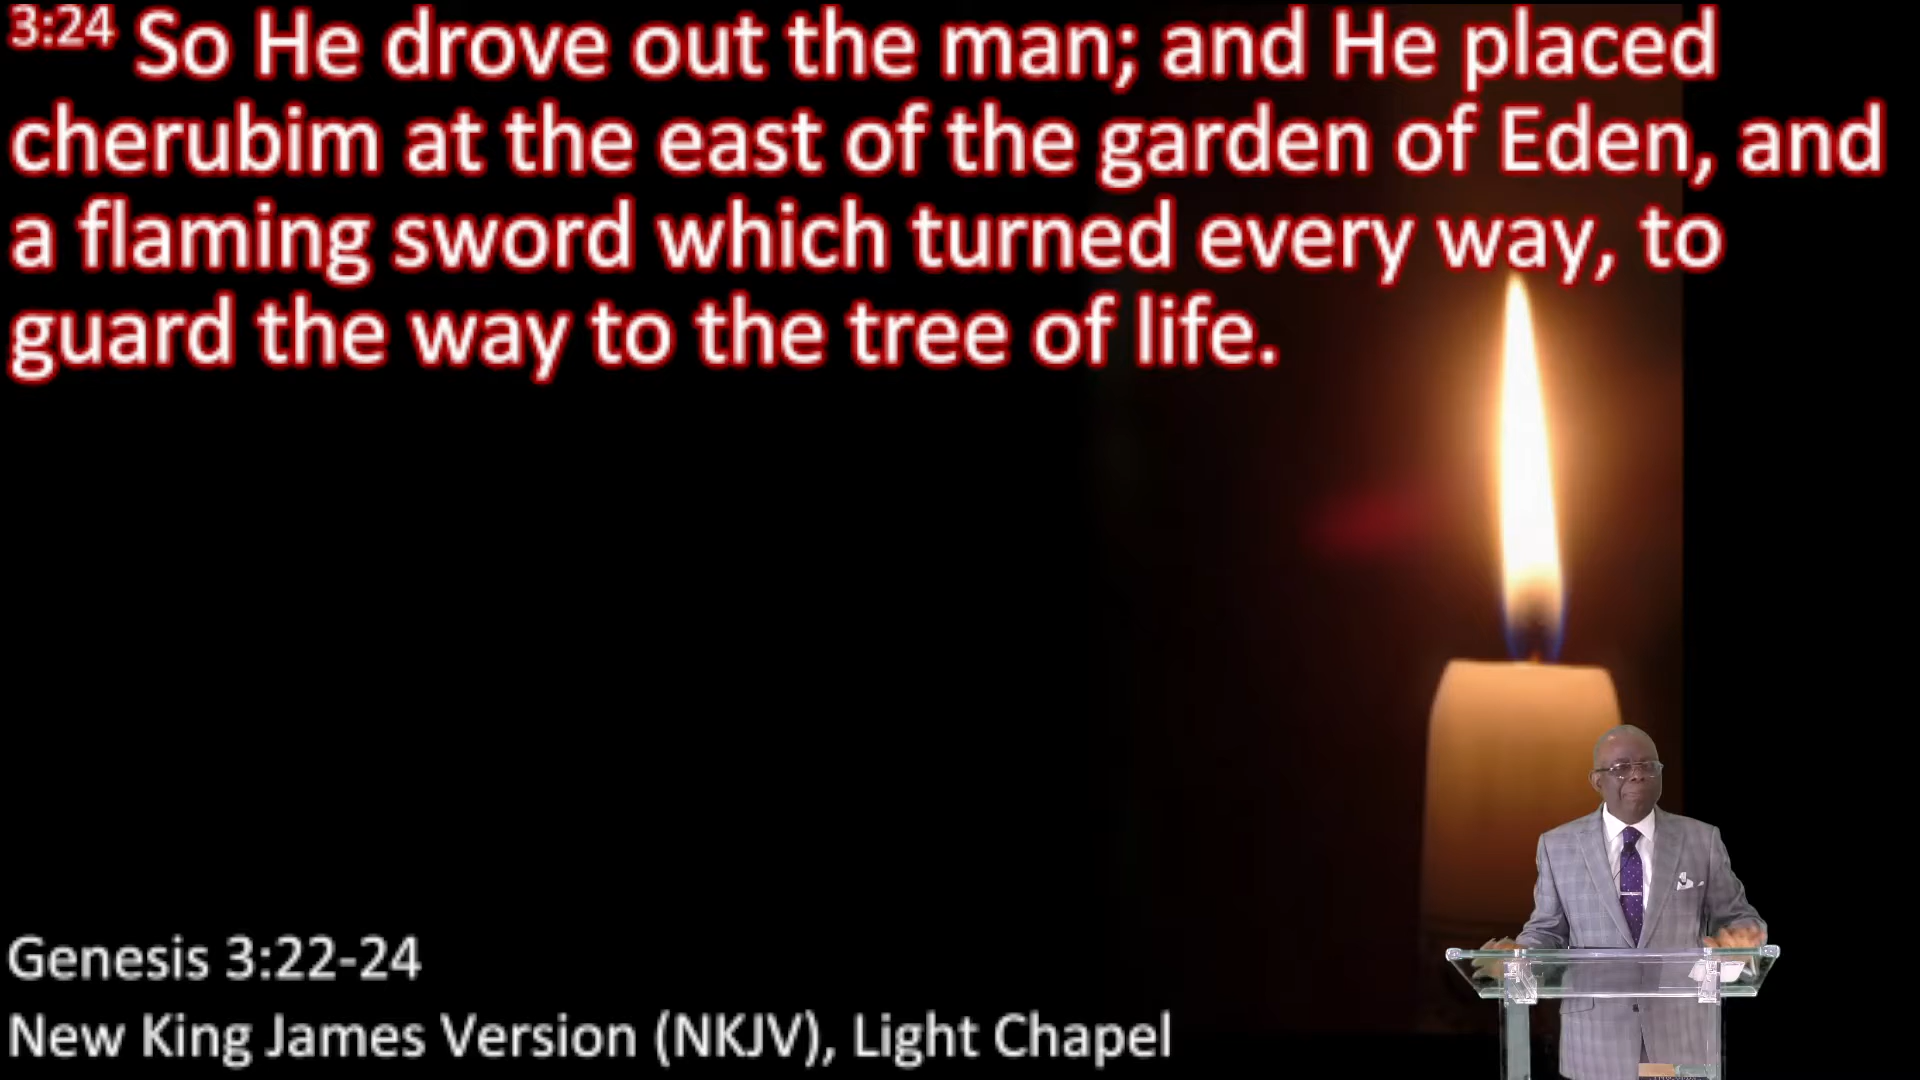 3:24 So He drove out the man; and He placed
cherubim at the east of the garden of Eden, and
a flaming sword which turned every way, to
guard the way to the tree of life.
Genesis 3:22-24
New King James Version (NKJV), Light Chapel